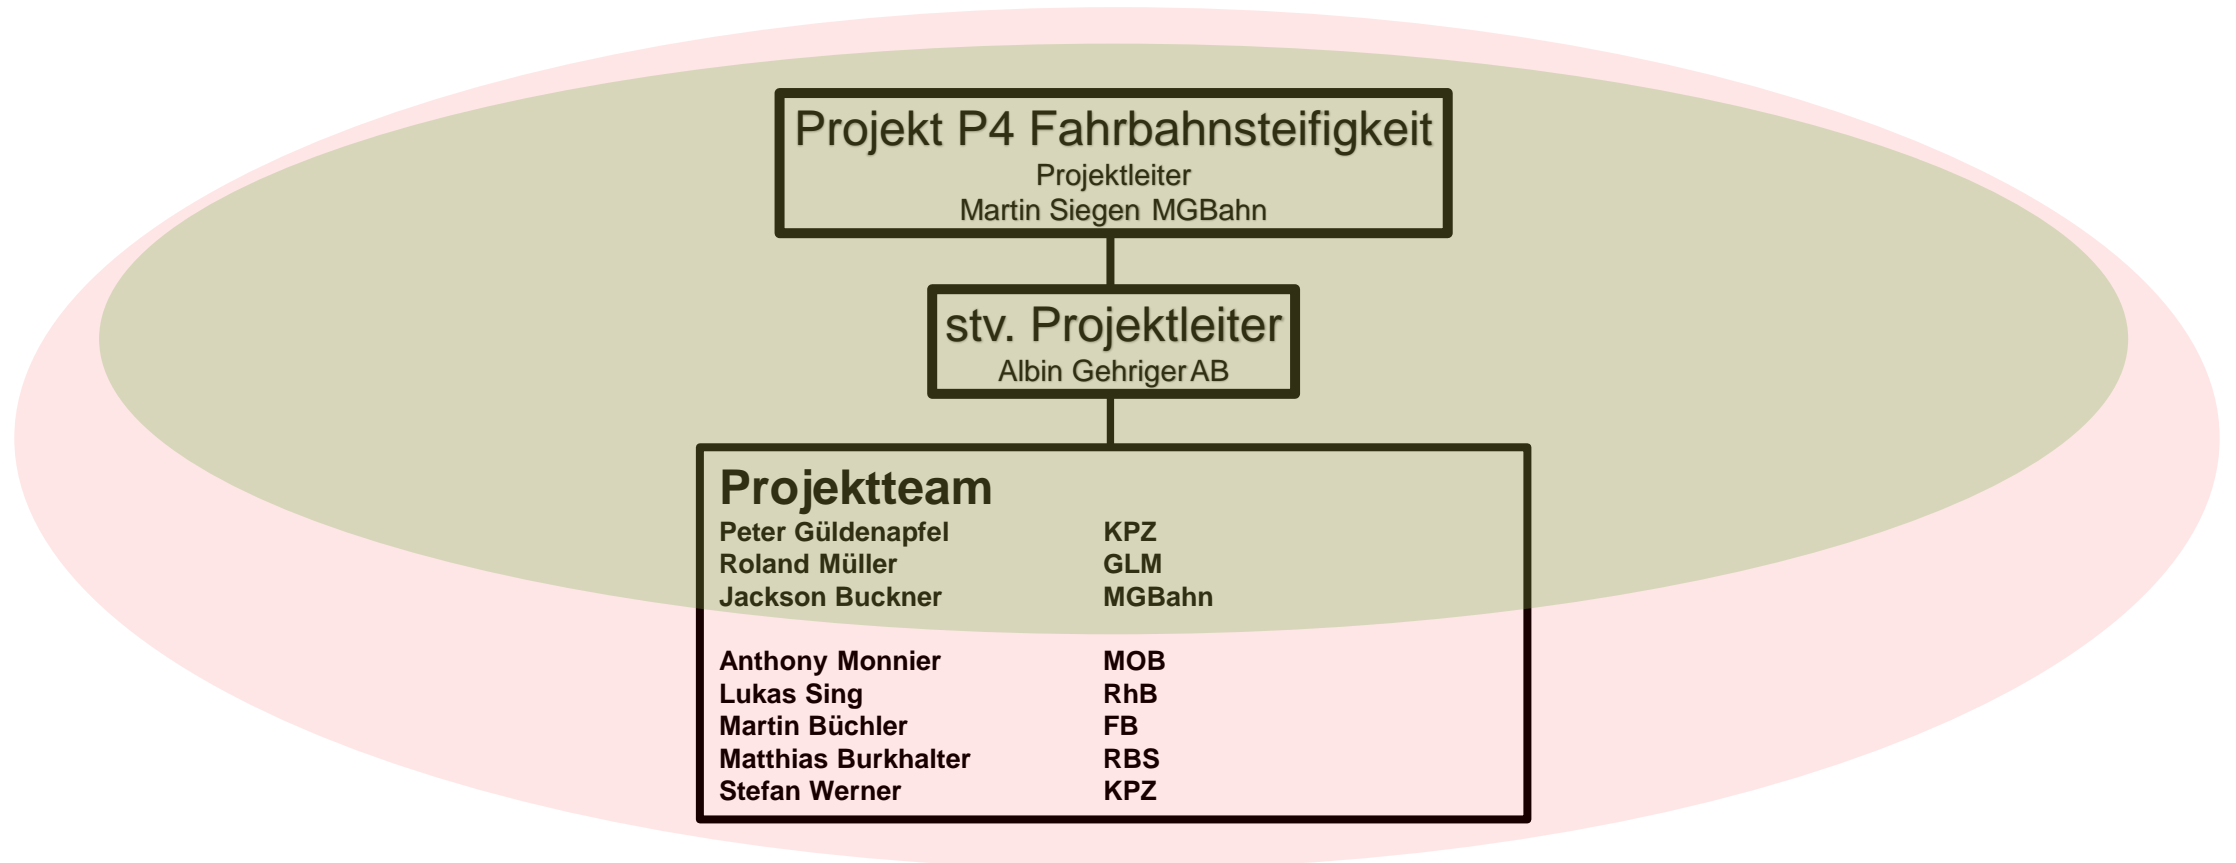 Projekt P4 Fahrbahnsteifigkeit
Projektleiter
Martin Siegen MGBahn
stv. Projektleiter
Albin Gehriger AB
Projektteam
Peter Güldenapfel KPZ
Roland Müller GLM
Jackson Buckner MGBahn
Anthony Monnier MOB
Lukas Sing RhB
Martin Büchler FB
Matthias Burkhalter RBS
Stefan Werner KPZ